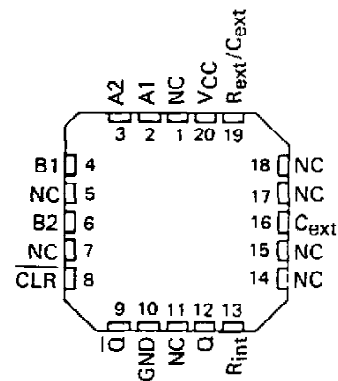 A2 A1 NC VCC Rext/Cext
3 2 1 20 19
B1 4 18 NC
NC 5 17 NC
B2 6 16 Cext
NC 7 15 NC
CLR 8 14 NC
9 10 11 12 13
Q GND NC Q Rint